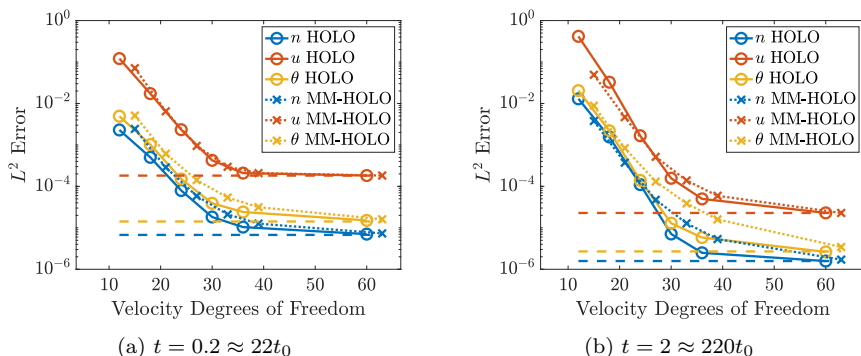 10^0
10^-2
10^-4
10^-6
L^2 Error
n HOLO
u HOLO
θ HOLO
n MM-HOLO
u MM-HOLO
θ MM-HOLO
10 20 30 40 50 60
Velocity Degrees of Freedom
(a) t = 0.2 ≈ 22t_0
10^0
10^-2
10^-4
10^-6
L^2 Error
n HOLO
u HOLO
θ HOLO
n MM-HOLO
u MM-HOLO
θ MM-HOLO
10 20 30 40 50 60
Velocity Degrees of Freedom
(b) t = 2 ≈ 220t_0